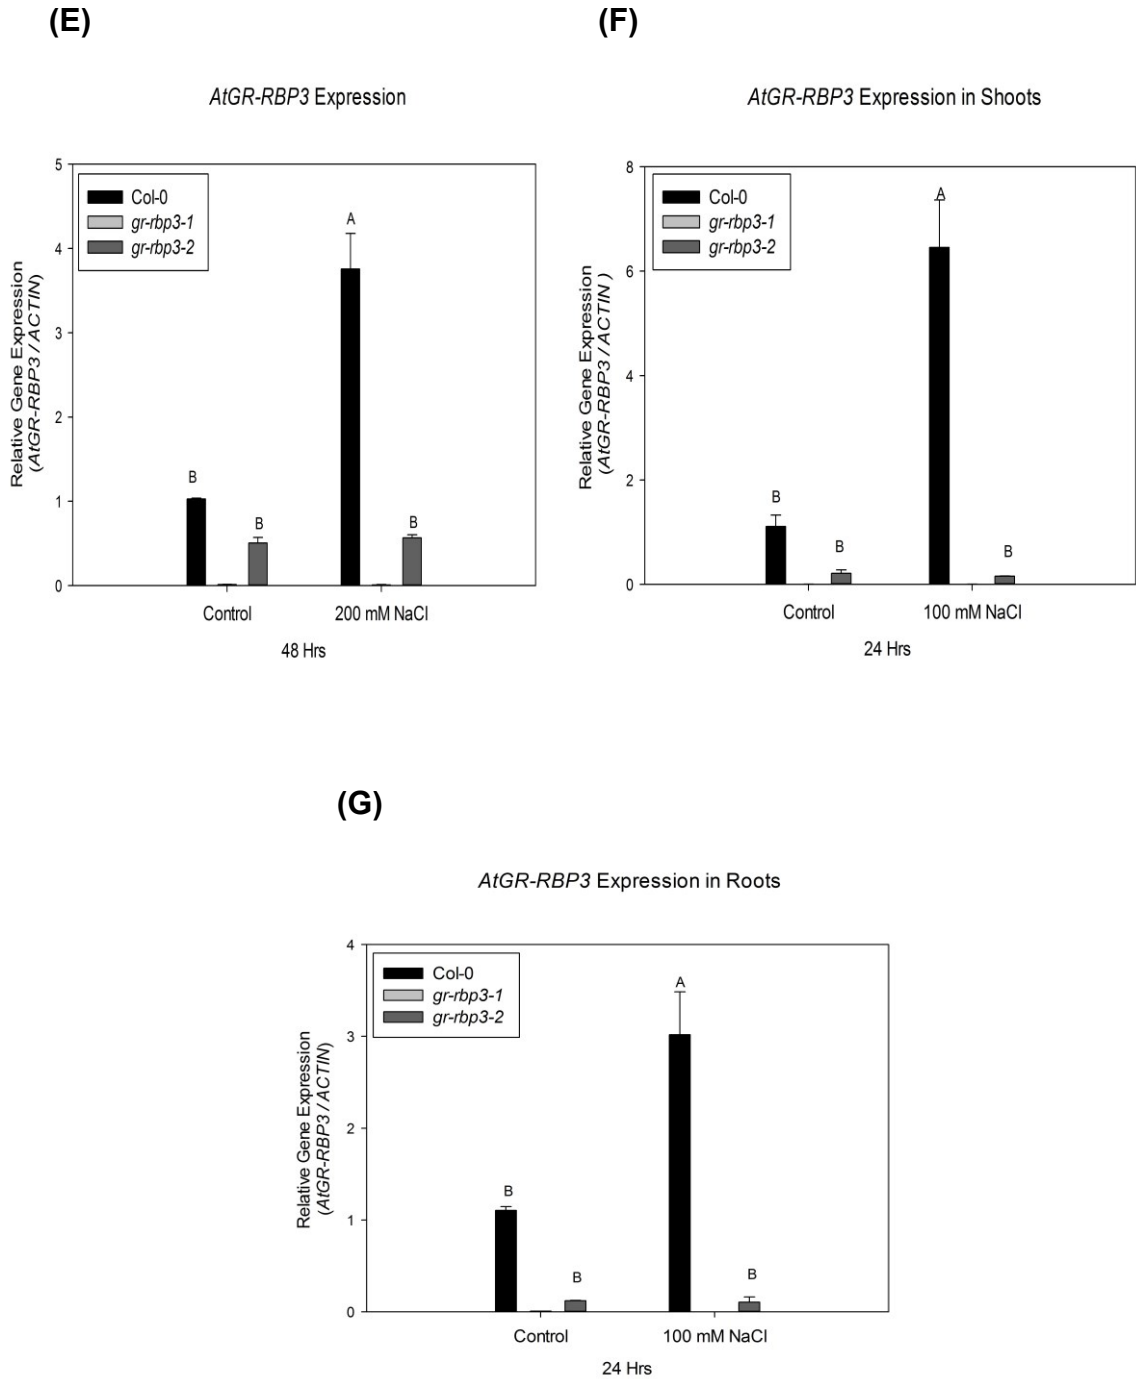 (E)
(F)
AtGR-RBP3 Expression
AtGR-RBP3 Expression in Shoots
Relative Gene Expression
(AtGR-RBP3 / ACTIN)
5
4
3
2
1
0
Col-0
gr-rbp3-1
gr-rbp3-2
B
B
A
B
Control
200 mM NaCl
48 Hrs
Relative Gene Expression
(AtGR-RBP3 / ACTIN )
8
6
4
2
0
Col-0
gr-rbp3-1
gr-rbp3-2
B
B
A
B
Control
100 mM NaCl
24 Hrs
(G)
AtGR-RBP3 Expression in Roots
Relative Gene Expression
(AtGR-RBP3 / ACTIN)
4
3
2
1
0
Col-0
gr-rbp3-1
gr-rbp3-2
B
B
A
B
Control
100 mM NaCl
24 Hrs